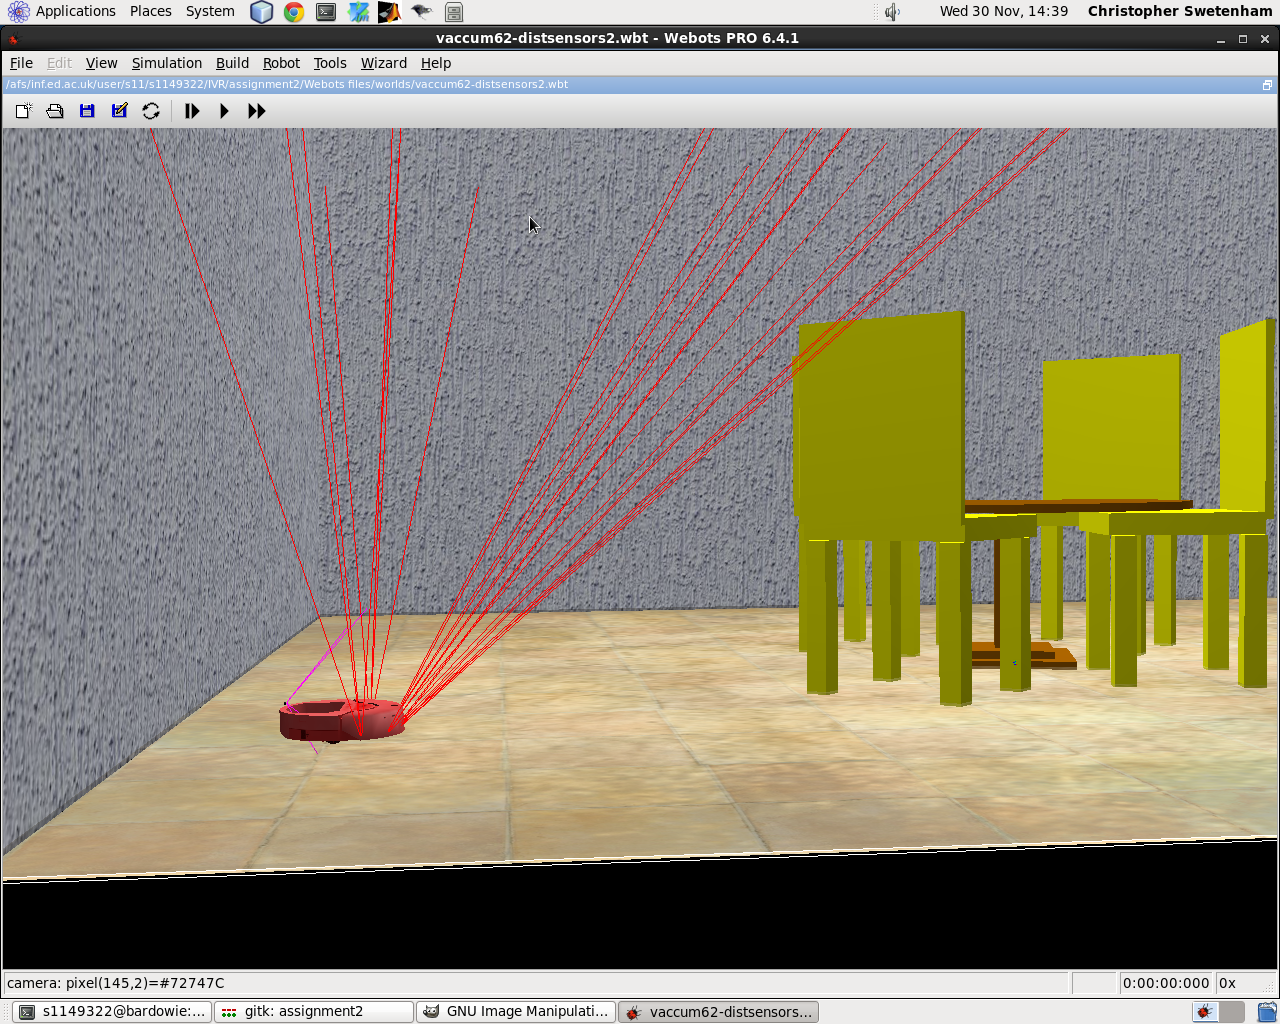 Applications Places System Wed 30 Nov, 14:39 Christopher Swetenham
vaccum62-distsensors2.wbt - Webots PRO 6.4.1
File Edit View Simulation Build Robot Tools Wizard Help
/afs/inf.ed.ac.uk/user/s11/s1149322/IVR/assignment2/Webots files/worlds/vaccum62-distsensors2.wbt
camera: pixel(145,2)=#72747C 0:00:00:000 0x
s1149322@bardowie:... gitk: assignment2 GNU Image Manipulati... vaccum62-distsensors...